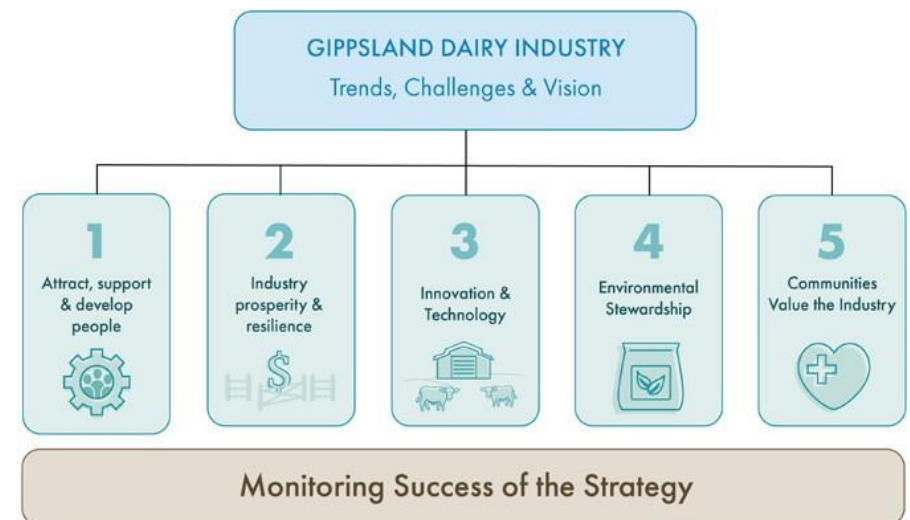 GIPPSLAND DAIRY INDUSTRY
Trends, Challenges & Vision
1
Attract, support
& develop
people
2
Industry
prosperity &
resilience
$
3
Innovation &
Technology
4
Environmental
Stewardship
5
Communities
Value the Industry
Monitoring Success of the Strategy